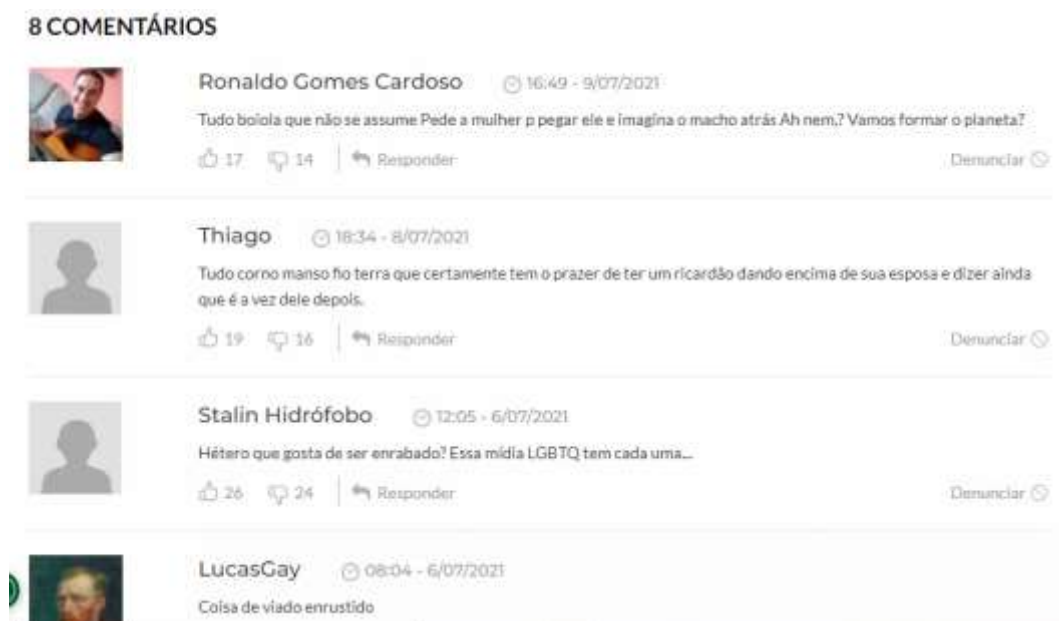 8 COMENTÁRIOS
Ronaldo Gomes Cardoso 16:49 - 9/07/2021
Tudo boiola que não se assume Pede a mulher p pegar ele e imagina o macho atrás Ah nem,? Vamos formar o planeta?
17 14 Responder Denunciar
Thiago 18:34 - 8/07/2021
Tudo corno manso fio terra que certamente tem o prazer de ter um ricardão dando encima de sua esposa e dizer ainda
que é a vez dele depois.
19 16 Responder Denunciar
Stalin Hidrófobo 12:05 - 6/07/2021
Hétero que gosta de ser enrabado? Essa mídia LGBTQ tem cada uma...
26 24 Responder Denunciar
LucasGay 08:04 - 6/07/2021
Coisa de viado enrustido